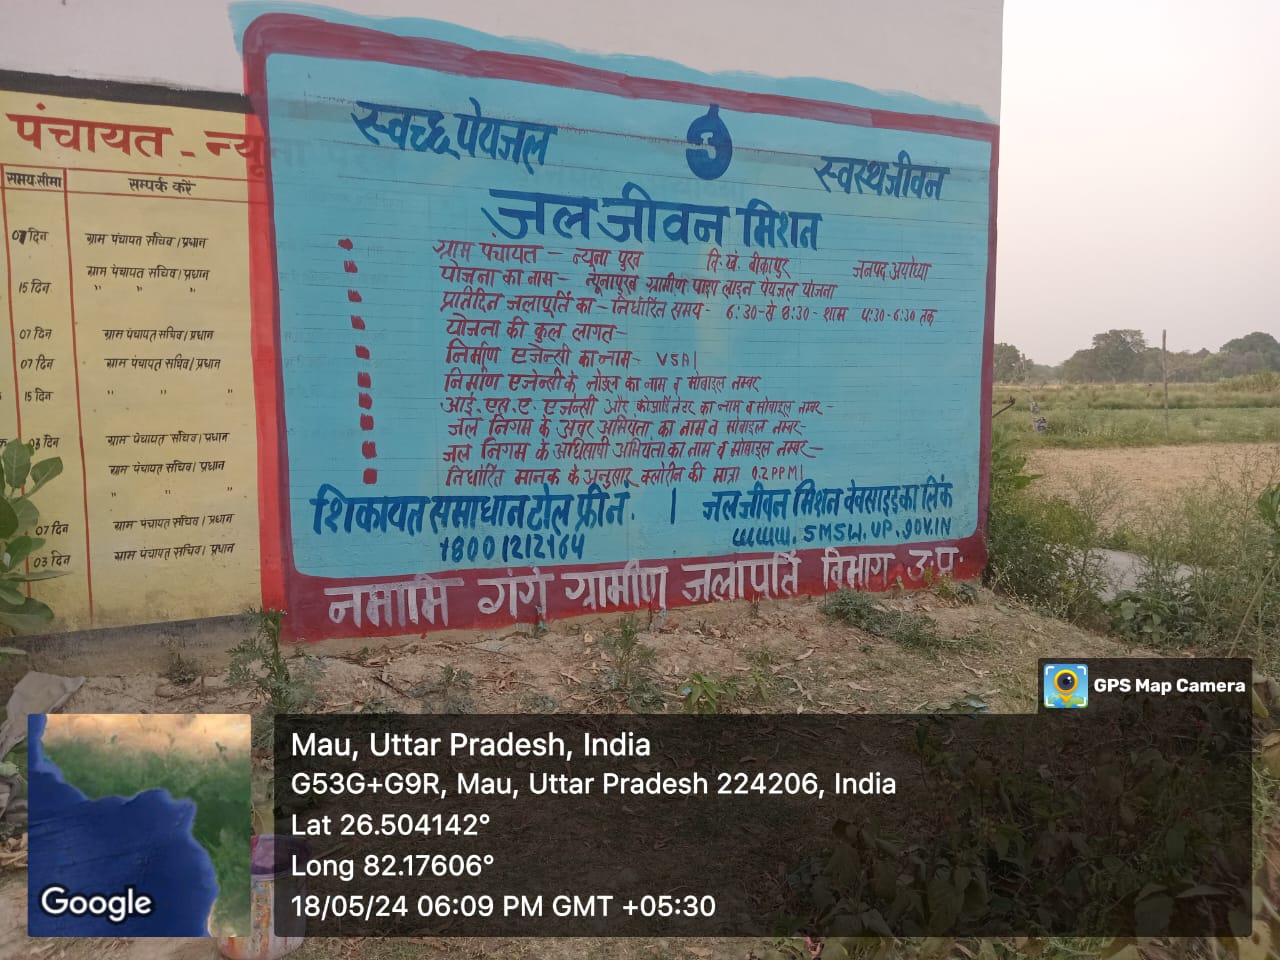 पंचायत - न्यूना
समय सीमा
सम्पर्क करें
07 दिन
ग्राम पंचायत सचिव। प्रधान
ग्राम पंचायत सचिव। प्रधान
15 दिन " " "
07 दिन
ग्राम पंचायत सचिव। प्रधान
07 दिन
ग्राम पंचायत सचिव। प्रधान
15 दिन " " "
03 दिन
ग्राम पंचायत सचिव। प्रधान
ग्राम पंचायत सचिव। प्रधान
" " "
07 दिन
ग्राम पंचायत सचिव। प्रधान
03 दिन
ग्राम पंचायत सचिव। प्रधान
स्वच्छ पेयजल
स्वस्थ जीवन
जल जीवन मिशन
ग्राम पंचायत - न्यूना पुरब वि. खं. बीकापुर जनपद अयोध्या
योजना का नाम - न्यूनापुरब ग्रामीण पाइप लाइन पेयजल योजना
प्रतिदिन जलापूर्ति का - निर्धारित समय - 6:30 - से 8:30 - शाम 4:30 - 6:30 तक
योजना की कुल लागत -
निर्माण एजेन्सी का नाम - VSA।
निर्माण एजेन्सी के नोडल का नाम व मोबाइल नम्बर
आई. एस. ए. एजेन्सी और कोआर्डिनेटर का नाम व मोबाइल नम्बर -
जल निगम के अवर अभियंता का नाम व मोबाइल नम्बर -
जल निगम के अधिशाषी अभियंता का नाम व मोबाइल नम्बर -
निर्धारित मानक के अनुसार क्लोरीन की मात्रा 0.2 PPM।
शिकायत समाधान टोल फ्री न. | जल जीवन मिशन वेबसाइड का लिंक
18001212164 www.SMSW.UP.GOV.IN
नमामि गंगे ग्रामीण जलापूर्ति विभाग उ.प्र.
GPS Map Camera
Mau, Uttar Pradesh, India
G53G+G9R, Mau, Uttar Pradesh 224206, India
Lat 26.504142°
Long 82.17606°
18/05/24 06:09 PM GMT +05:30
Google